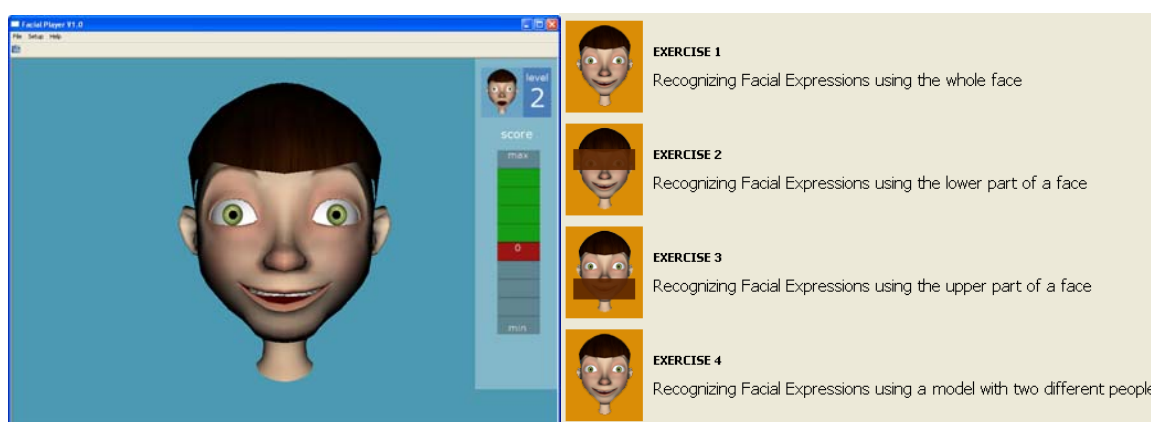 Facial Player V1.0
File Setup Help
level
2
score
max
0
min
EXERCISE 1
Recognizing Facial Expressions using the whole face
EXERCISE 2
Recognizing Facial Expressions using the lower part of a face
EXERCISE 3
Recognizing Facial Expressions using the upper part of a face
EXERCISE 4
Recognizing Facial Expressions using a model with two different people